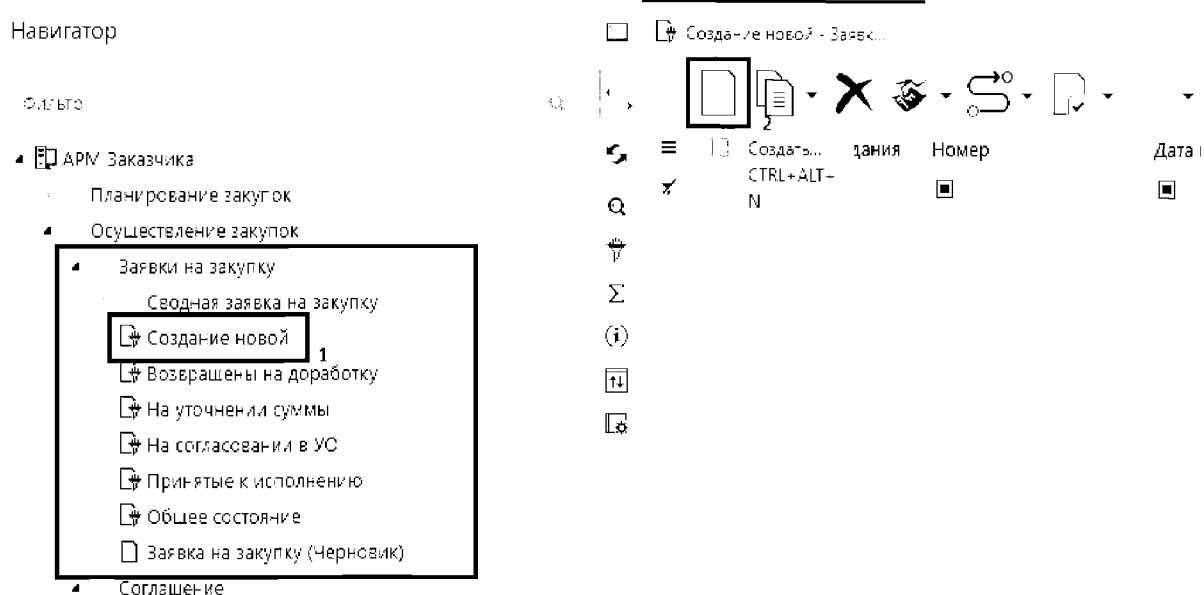 Навигатор
Создание новой - Заявк...
Фильтр
2
АРМ Заказчика
Создать...
дания
Номер
Дата
CTRL+ALT+
N
Планирование закупок
Осуществление закупок
Заявки на закупку
Сводная заявка на закупку
Создание новой
1
Возвращены на доработку
На уточнении суммы
На согласовании в УО
Принятые к исполнению
Общее состояние
Заявка на закупку (Черновик)
Соглашение